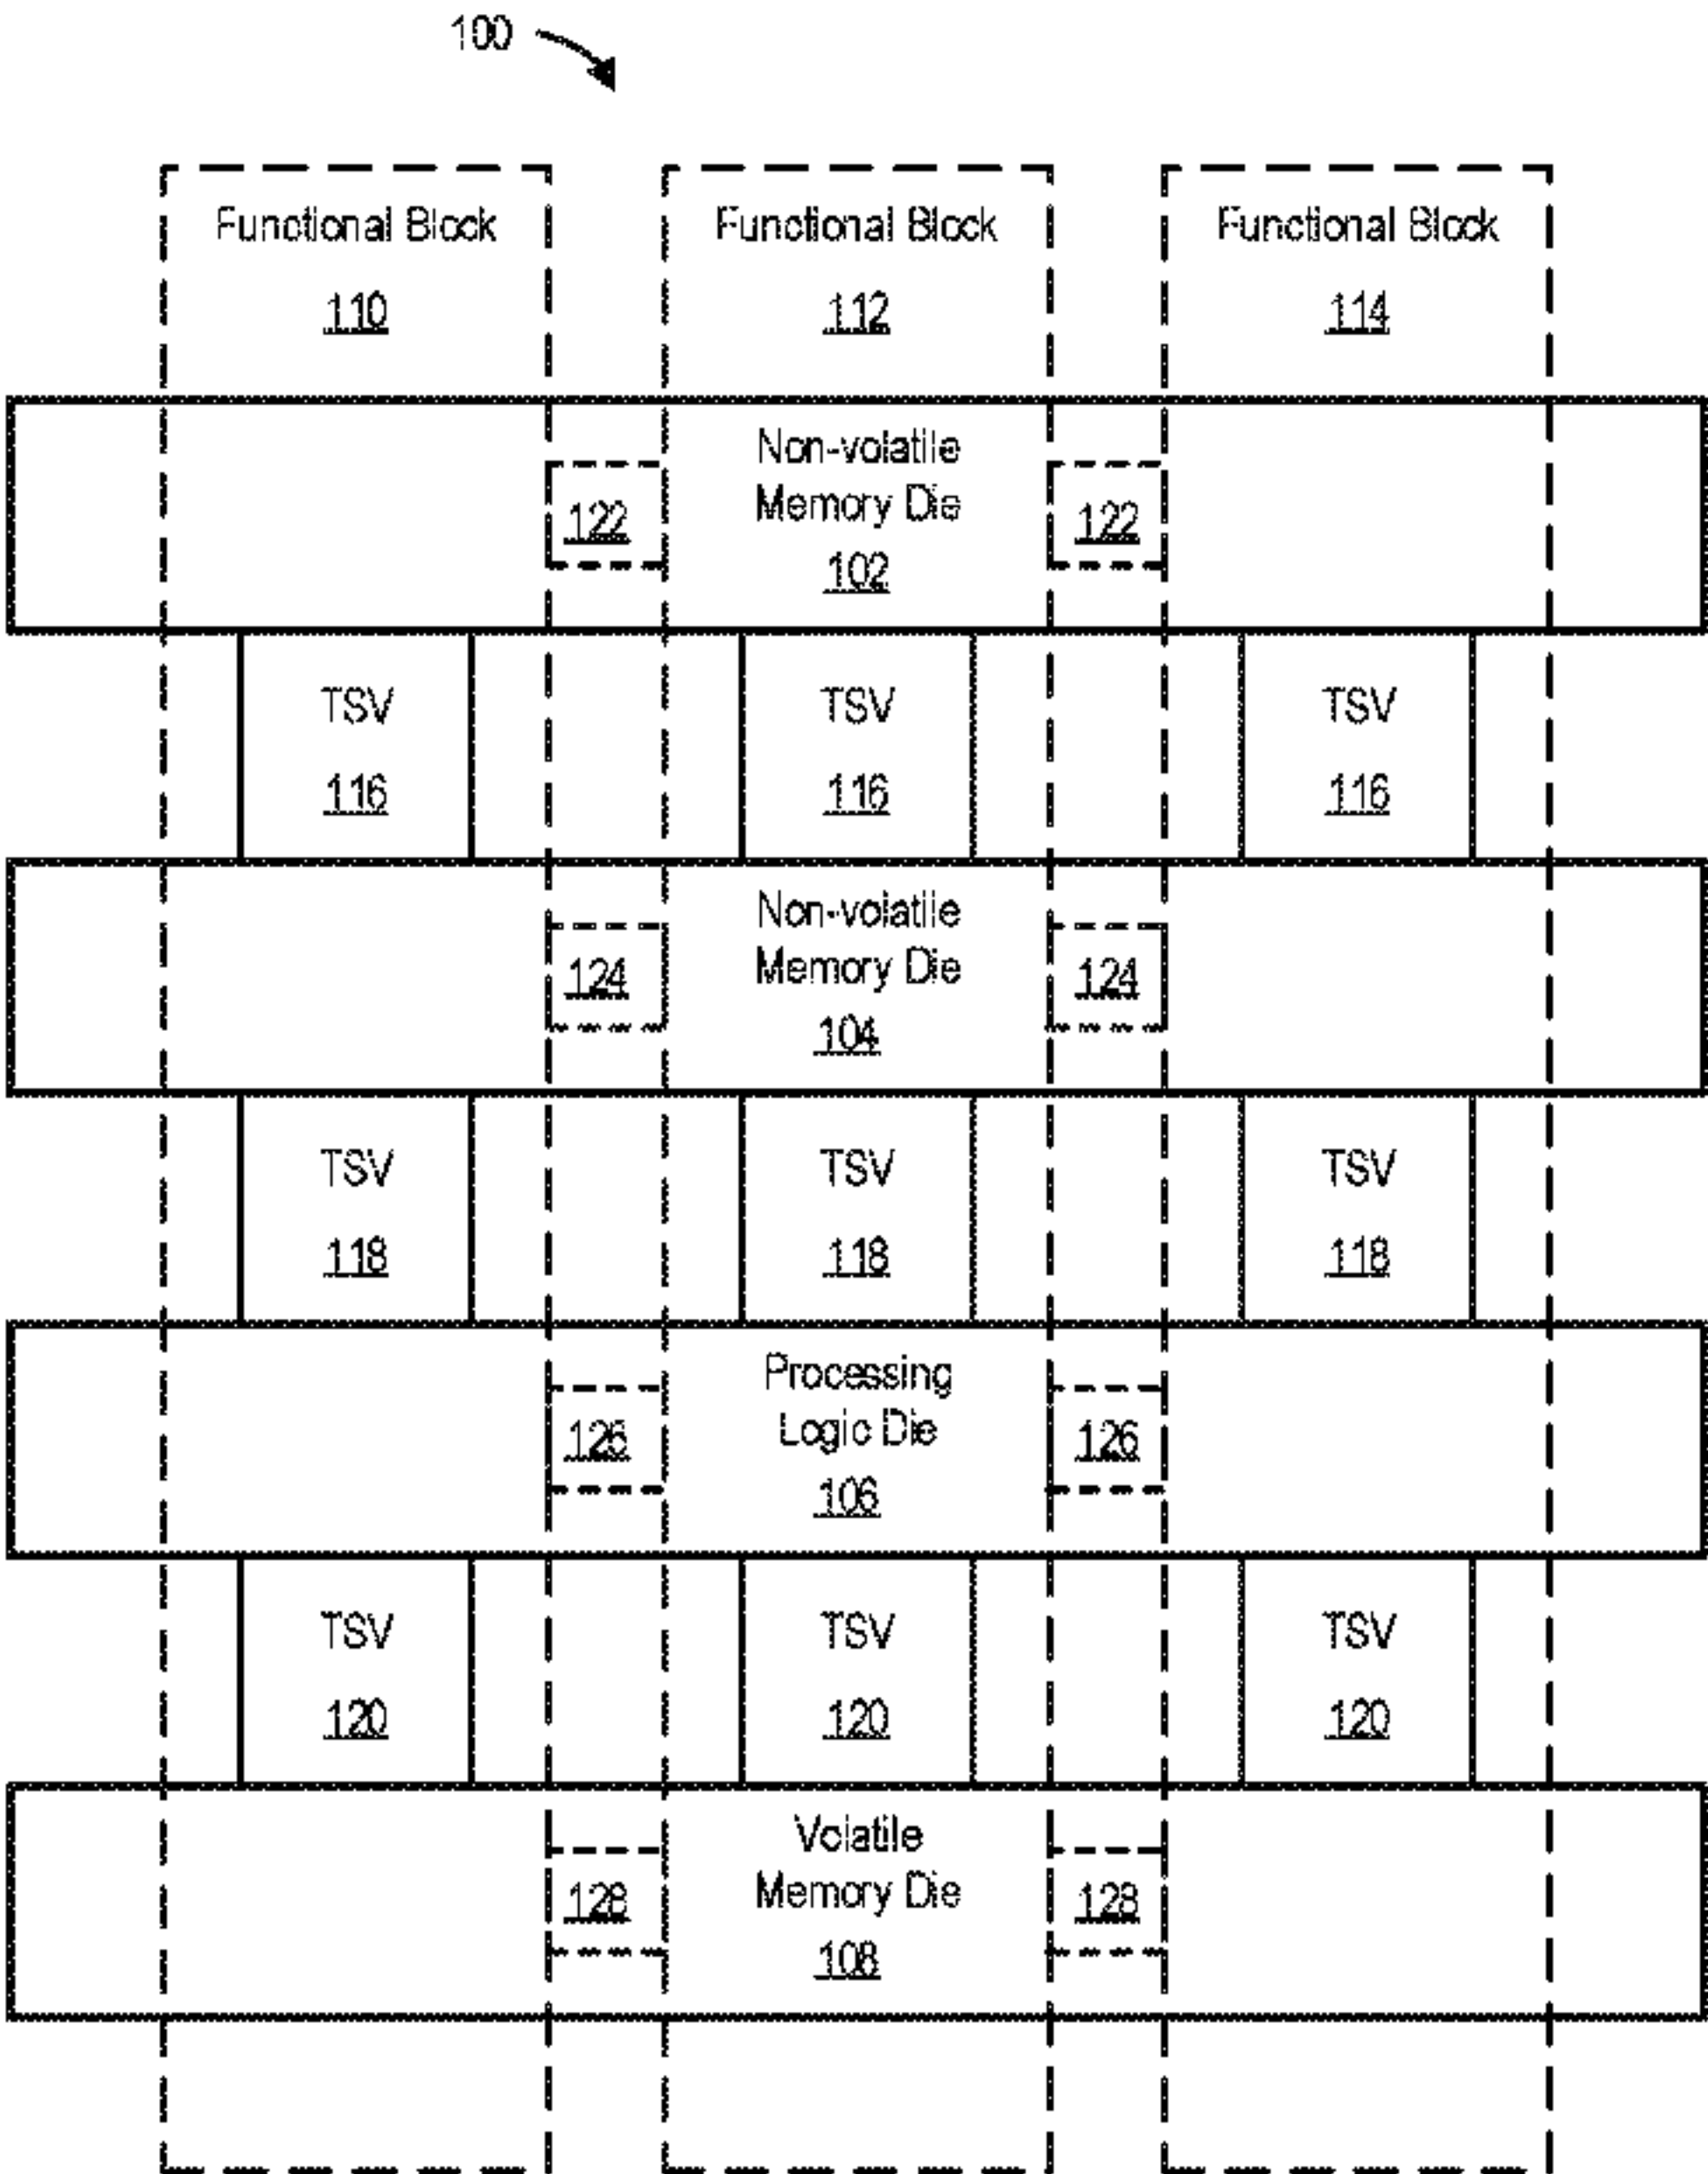 100
Functional Block Functional Block Functional Block
110 112 114
Non-volatile
Memory Die
122 122
102
TSV TSV TSV
116 116 116
Non-volatile
Memory Die
124 124
104
TSV TSV TSV
118 118 118
Processing
Logic Die
126 126
106
TSV TSV TSV
120 120 120
Volatile
Memory Die
128 128
108